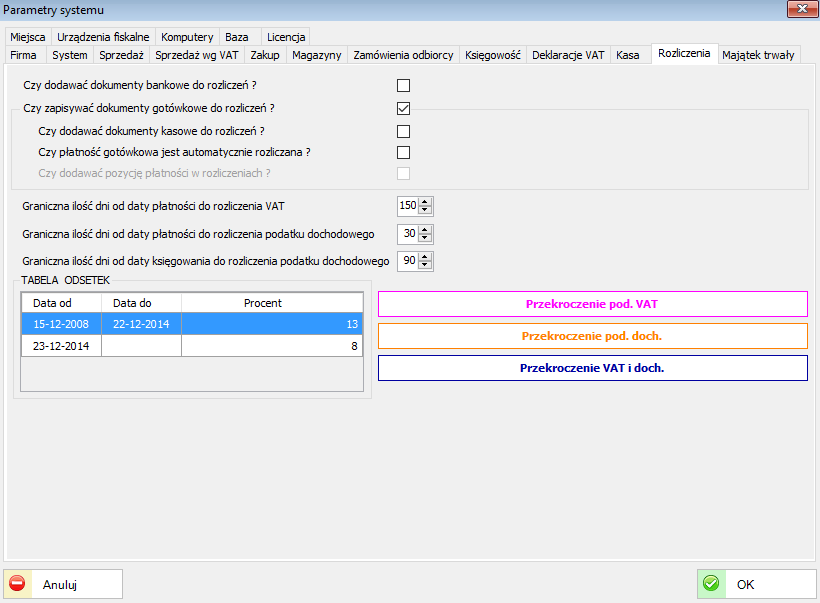 Parametry systemu
Miejsca Urządzenia fiskalne Komputery Baza Licencja
Firma System Sprzedaż Sprzedaż wg VAT Zakup Magazyny Zamówienia odbiorcy Księgowość Deklaracje VAT Kasa Rozliczenia Majątek trwały
Czy dodawać dokumenty bankowe do rozliczeń ?
Czy zapisywać dokumenty gotówkowe do rozliczeń ?
Czy dodawać dokumenty kasowe do rozliczeń ?
Czy płatność gotówkowa jest automatycznie rozliczana ?
Czy dodawać pozycję płatności w rozliczeniach ?
Graniczna ilość dni od daty płatności do rozliczenia VAT 150
Graniczna ilość dni od daty płatności do rozliczenia podatku dochodowego 30
Graniczna ilość dni od daty księgowania do rozliczenia podatku dochodowego 90
TABELA ODSETEK
Data od Data do Procent
15-12-2008 22-12-2014 13
23-12-2014 8
Przekroczenie pod. VAT
Przekroczenie pod. doch.
Przekroczenie VAT i doch.
Anuluj OK